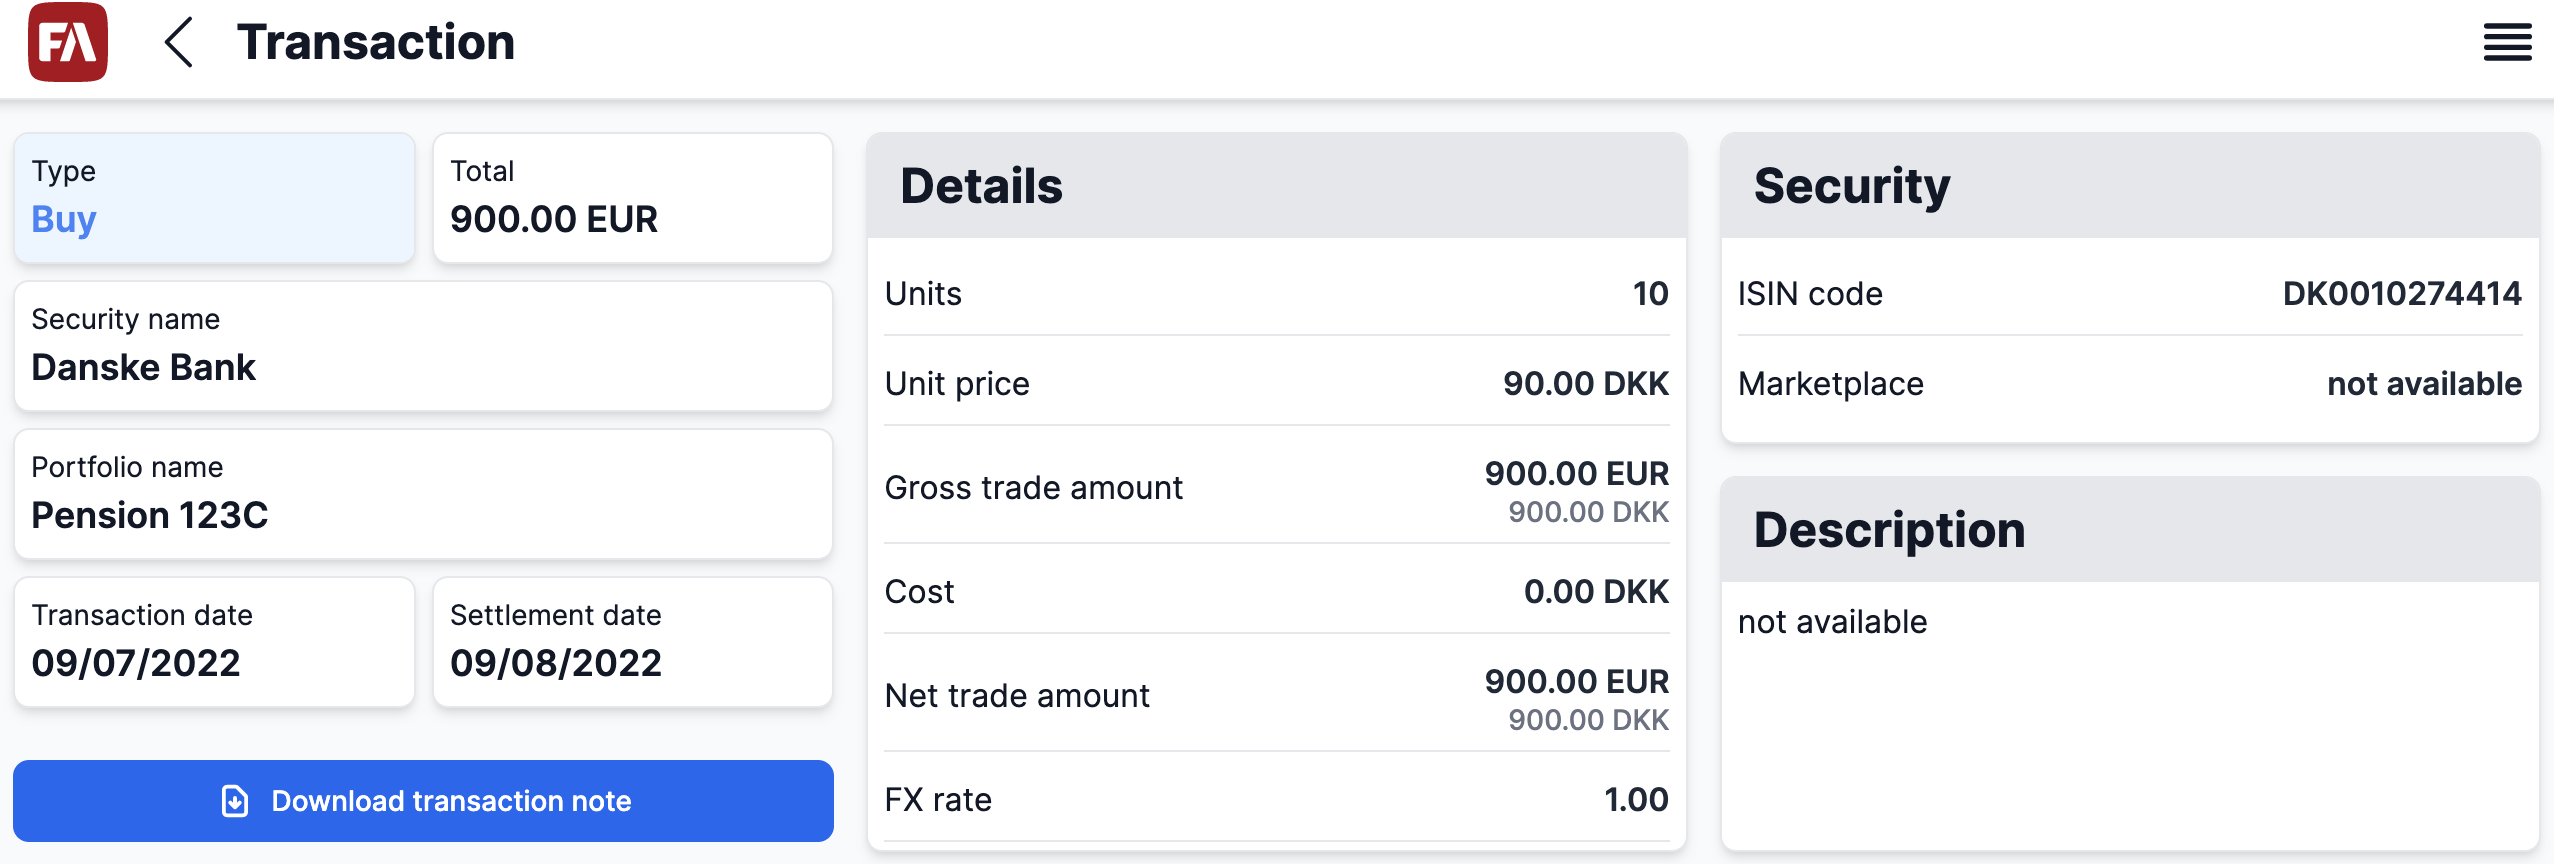 FA
Transaction
Type
Buy
Total
900.00 EUR
Security name
Danske Bank
Portfolio name
Pension 123C
Transaction date
09/07/2022
Settlement date
09/08/2022
Download transaction note
Details
Units 10
Unit price 90.00 DKK
Gross trade amount 900.00 EUR
900.00 DKK
Cost 0.00 DKK
Net trade amount 900.00 EUR
900.00 DKK
FX rate 1.00
Security
ISIN code DK0010274414
Marketplace not available
Description
not available